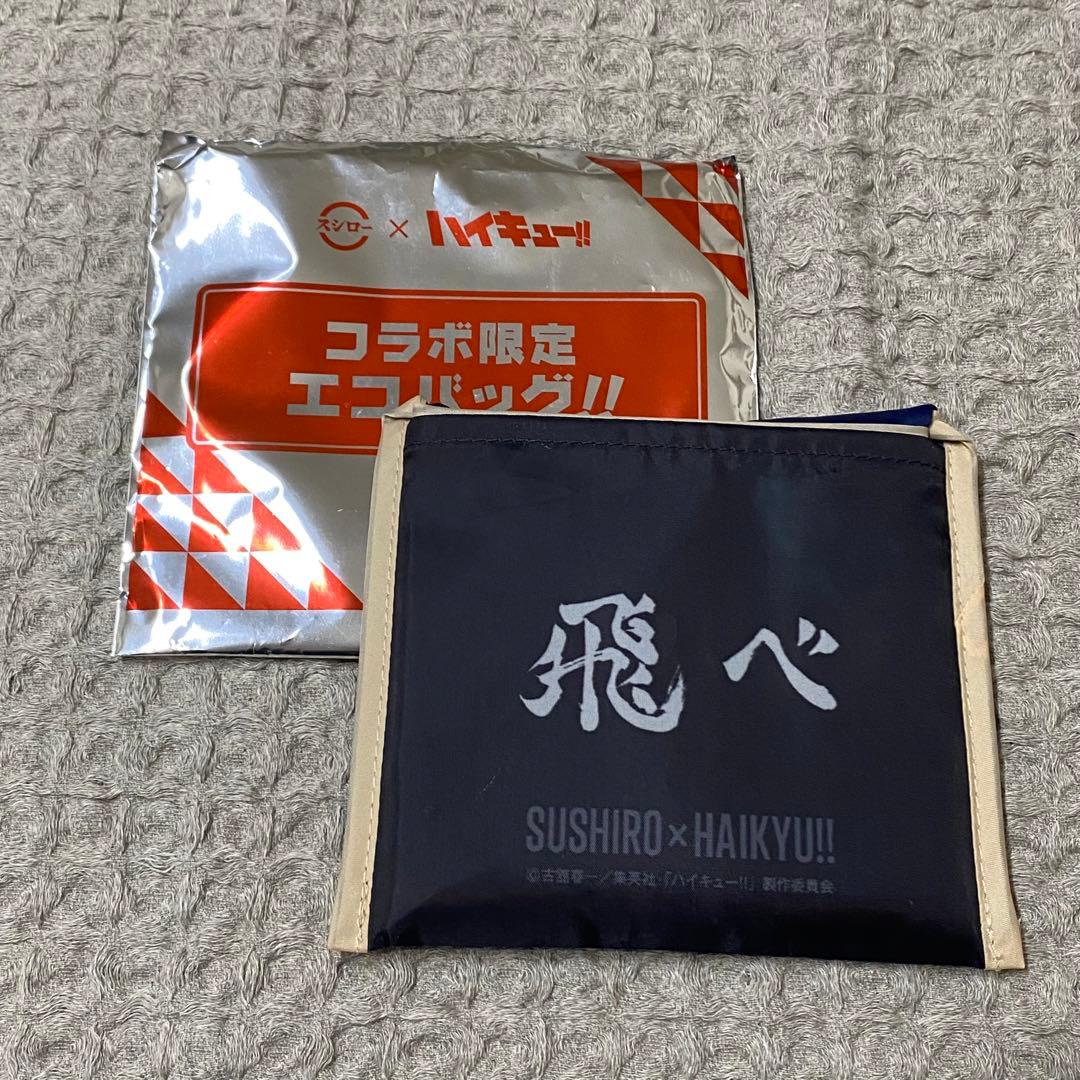 スシロー × ハイキュー!!
コラボ限定
エコバッグ!!
飛べ
SUSHIRO×HAIKYU!!
©古舘春一／集英社・「ハイキュー!!」製作委員会